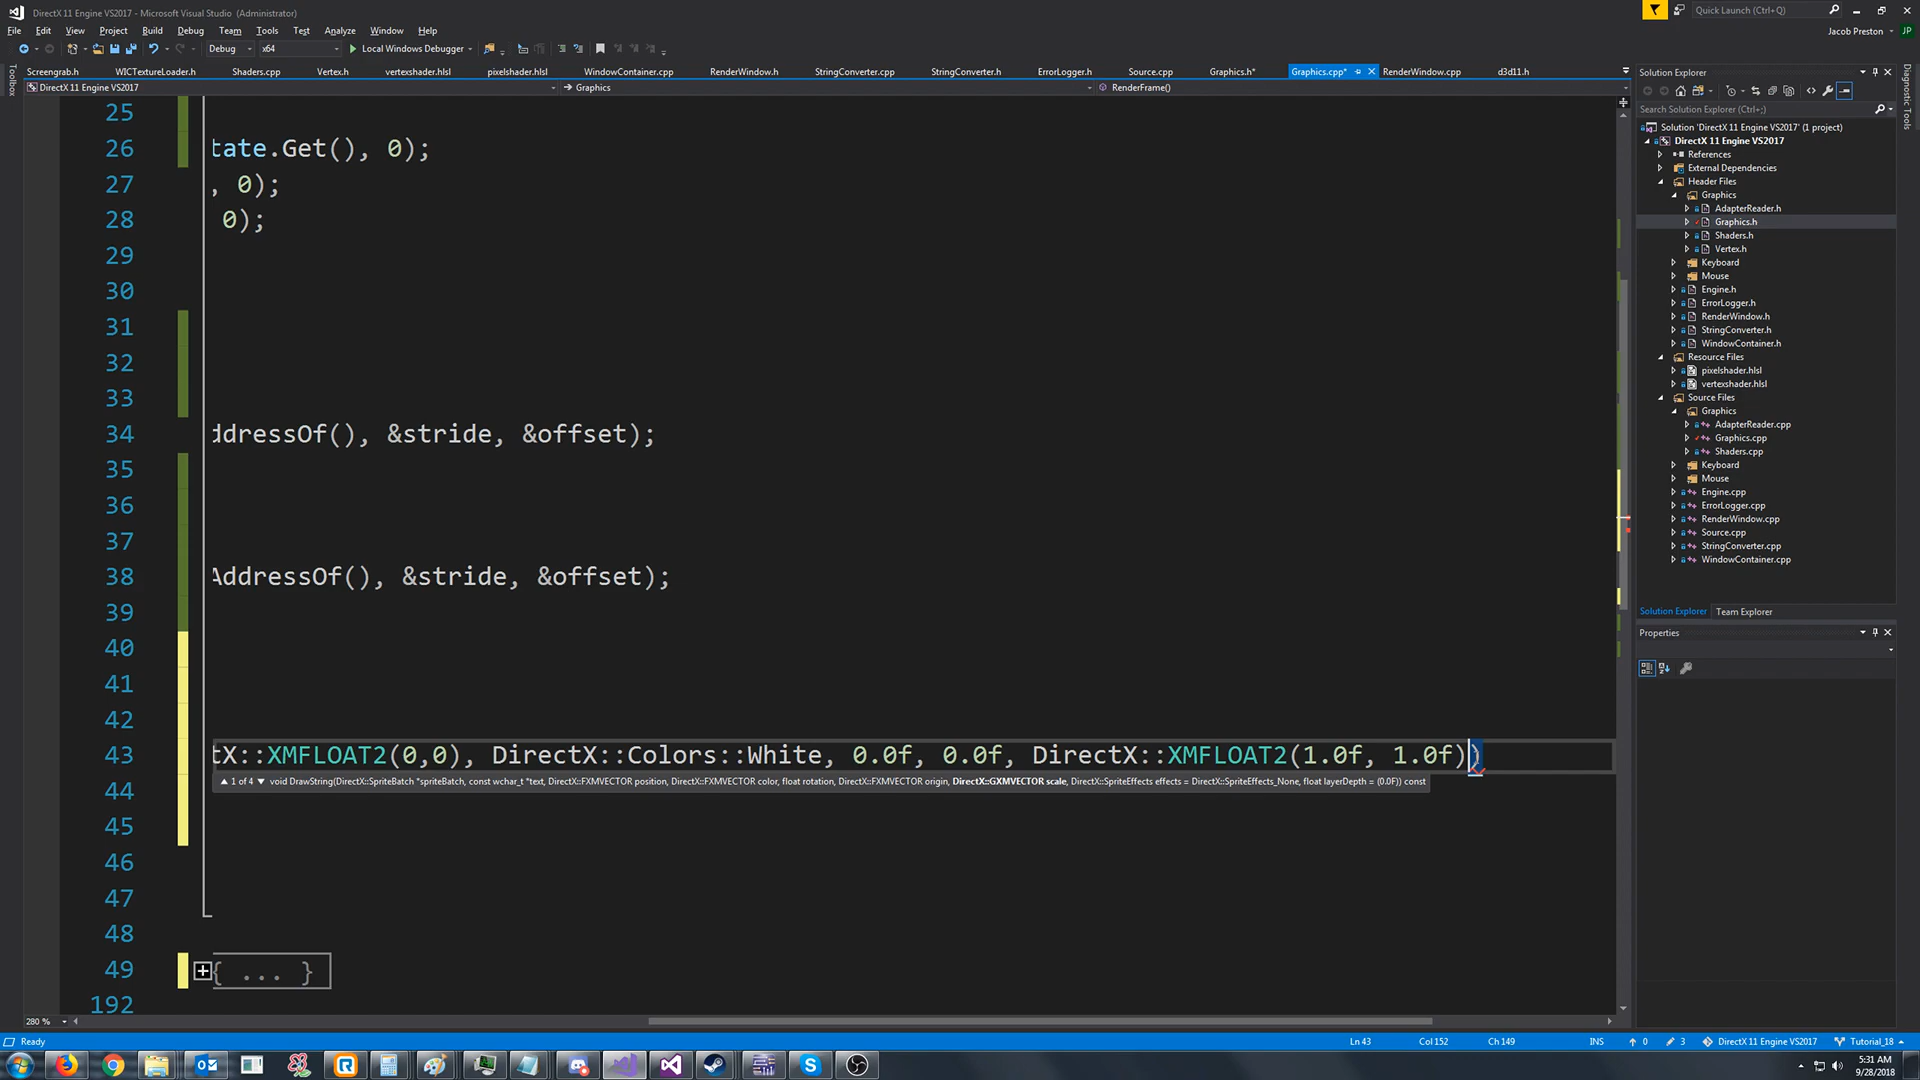 DirectX 11 Engine VS2017 - Microsoft Visual Studio (Administrator)
Quick Launch (Ctrl+Q)
File Edit View Project Build Debug Team Tools Test Analyze Window Help
Jacob Preston JP
Debug x64 Local Windows Debugger
Toolbox
Screengrab.h WICTextureLoader.h Shaders.cpp Vertex.h vertexshader.hlsl pixelshader.hlsl WindowContainer.cpp RenderWindow.h StringConverter.cpp StringConverter.h ErrorLogger.h Source.cpp Graphics.h* Graphics.cpp* RenderWindow.cpp d3d11.h
DirectX 11 Engine VS2017 Graphics RenderFrame()
25
26 tate.Get(), 0);
27 , 0);
28 0);
29
30
31
32
33
34 ddressOf(), &stride, &offset);
35
36
37
38 AddressOf(), &stride, &offset);
39
40
41
42
43 tX::XMFLOAT2(0,0), DirectX::Colors::White, 0.0f, 0.0f, DirectX::XMFLOAT2(1.0f, 1.0f))
1 of 4 void DrawString(DirectX::SpriteBatch *spriteBatch, const wchar_t *text, DirectX::FXMVECTOR position, DirectX::FXMVECTOR color, float rotation, DirectX::FXMVECTOR origin, DirectX::GXMVECTOR scale, DirectX::SpriteEffects effects = DirectX::SpriteEffects_None, float layerDepth = (0.0F)) const
44
45
46
47
48
49 { ... }
192
280 %
Solution Explorer
Search Solution Explorer (Ctrl+;)
Solution 'DirectX 11 Engine VS2017' (1 project)
DirectX 11 Engine VS2017
References
External Dependencies
Header Files
Graphics
AdapterReader.h
Graphics.h
Shaders.h
Vertex.h
Keyboard
Mouse
Engine.h
ErrorLogger.h
RenderWindow.h
StringConverter.h
WindowContainer.h
Resource Files
pixelshader.hlsl
vertexshader.hlsl
Source Files
Graphics
AdapterReader.cpp
Graphics.cpp
Shaders.cpp
Keyboard
Mouse
Engine.cpp
ErrorLogger.cpp
RenderWindow.cpp
Source.cpp
StringConverter.cpp
WindowContainer.cpp
Solution Explorer Team Explorer
Properties
Diagnostic Tools
Ready Ln 43 Col 152 Ch 149 INS 0 3 DirectX 11 Engine VS2017 Tutorial_18
5:31 AM
9/28/2018